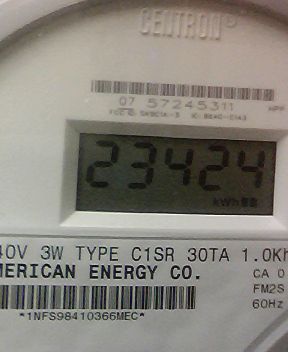 CENTRON®
07 57245311
23424
kWh
40V 3W TYPE C1SR 30TA 1.0Kh
MERICAN ENERGY CO.
CA 0
FM2S
60Hz
*1NFS98410366MEC*